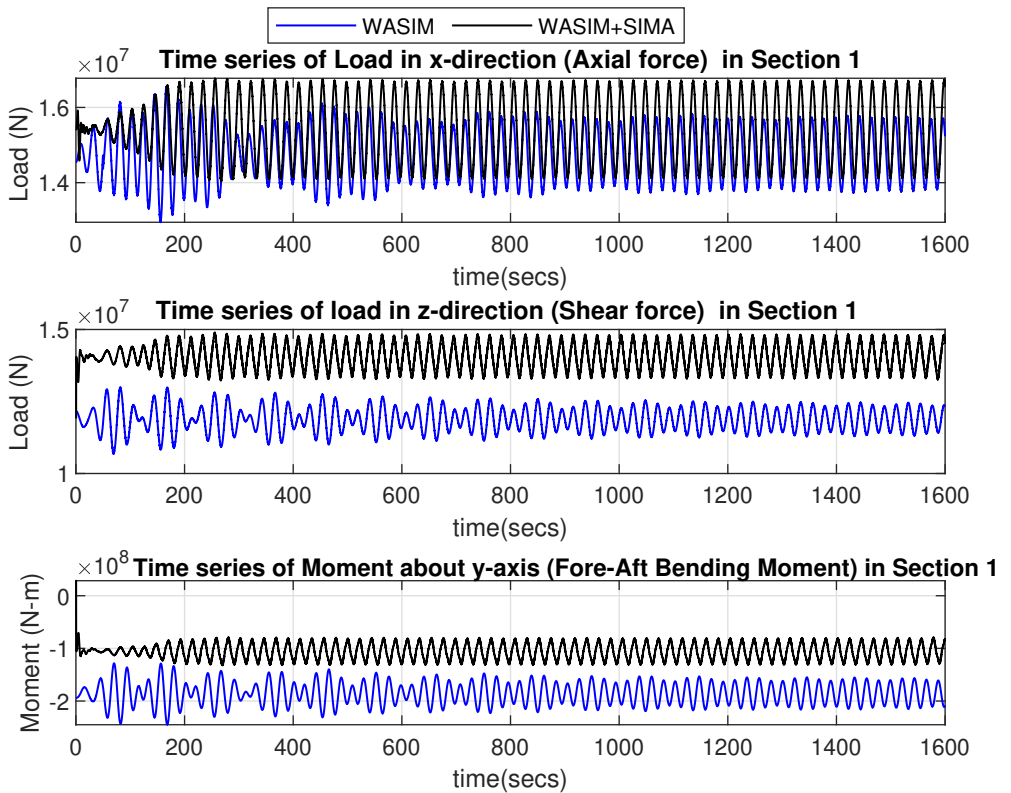 WASIM WASIM+SIMA
×10^7
Time series of Load in x-direction (Axial force) in Section 1
Load (N)
1.6
1.4
0 200 400 600 800 1000 1200 1400 1600
time(secs)
×10^7
Time series of load in z-direction (Shear force) in Section 1
Load (N)
1.5
1
0 200 400 600 800 1000 1200 1400 1600
time(secs)
×10^8
Time series of Moment about y-axis (Fore-Aft Bending Moment) in Section 1
Moment (N-m)
0
-1
-2
0 200 400 600 800 1000 1200 1400 1600
time(secs)